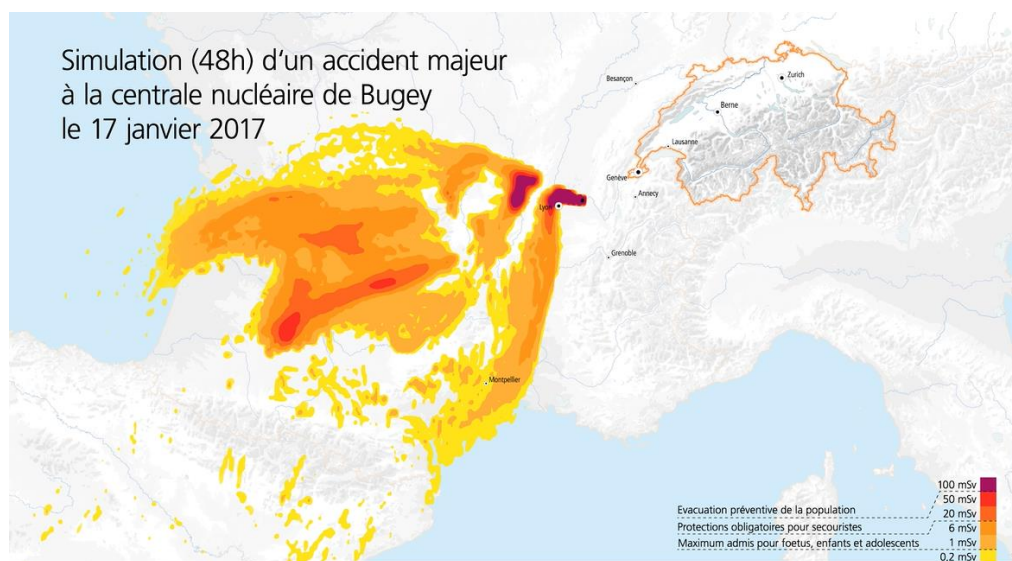 Simulation (48h) d'un accident majeur
à la centrale nucléaire de Bugey
le 17 janvier 2017
Besançon
Zurich
Berne
Lausanne
Genève
Annecy
Lyon
Grenoble
Montpellier
100 mSv
50 mSv
Evacuation préventive de la population
20 mSv
Protections obligatoires pour secouristes
6 mSv
Maximum admis pour foetus, enfants et adolescents
1 mSv
0.2 mSv